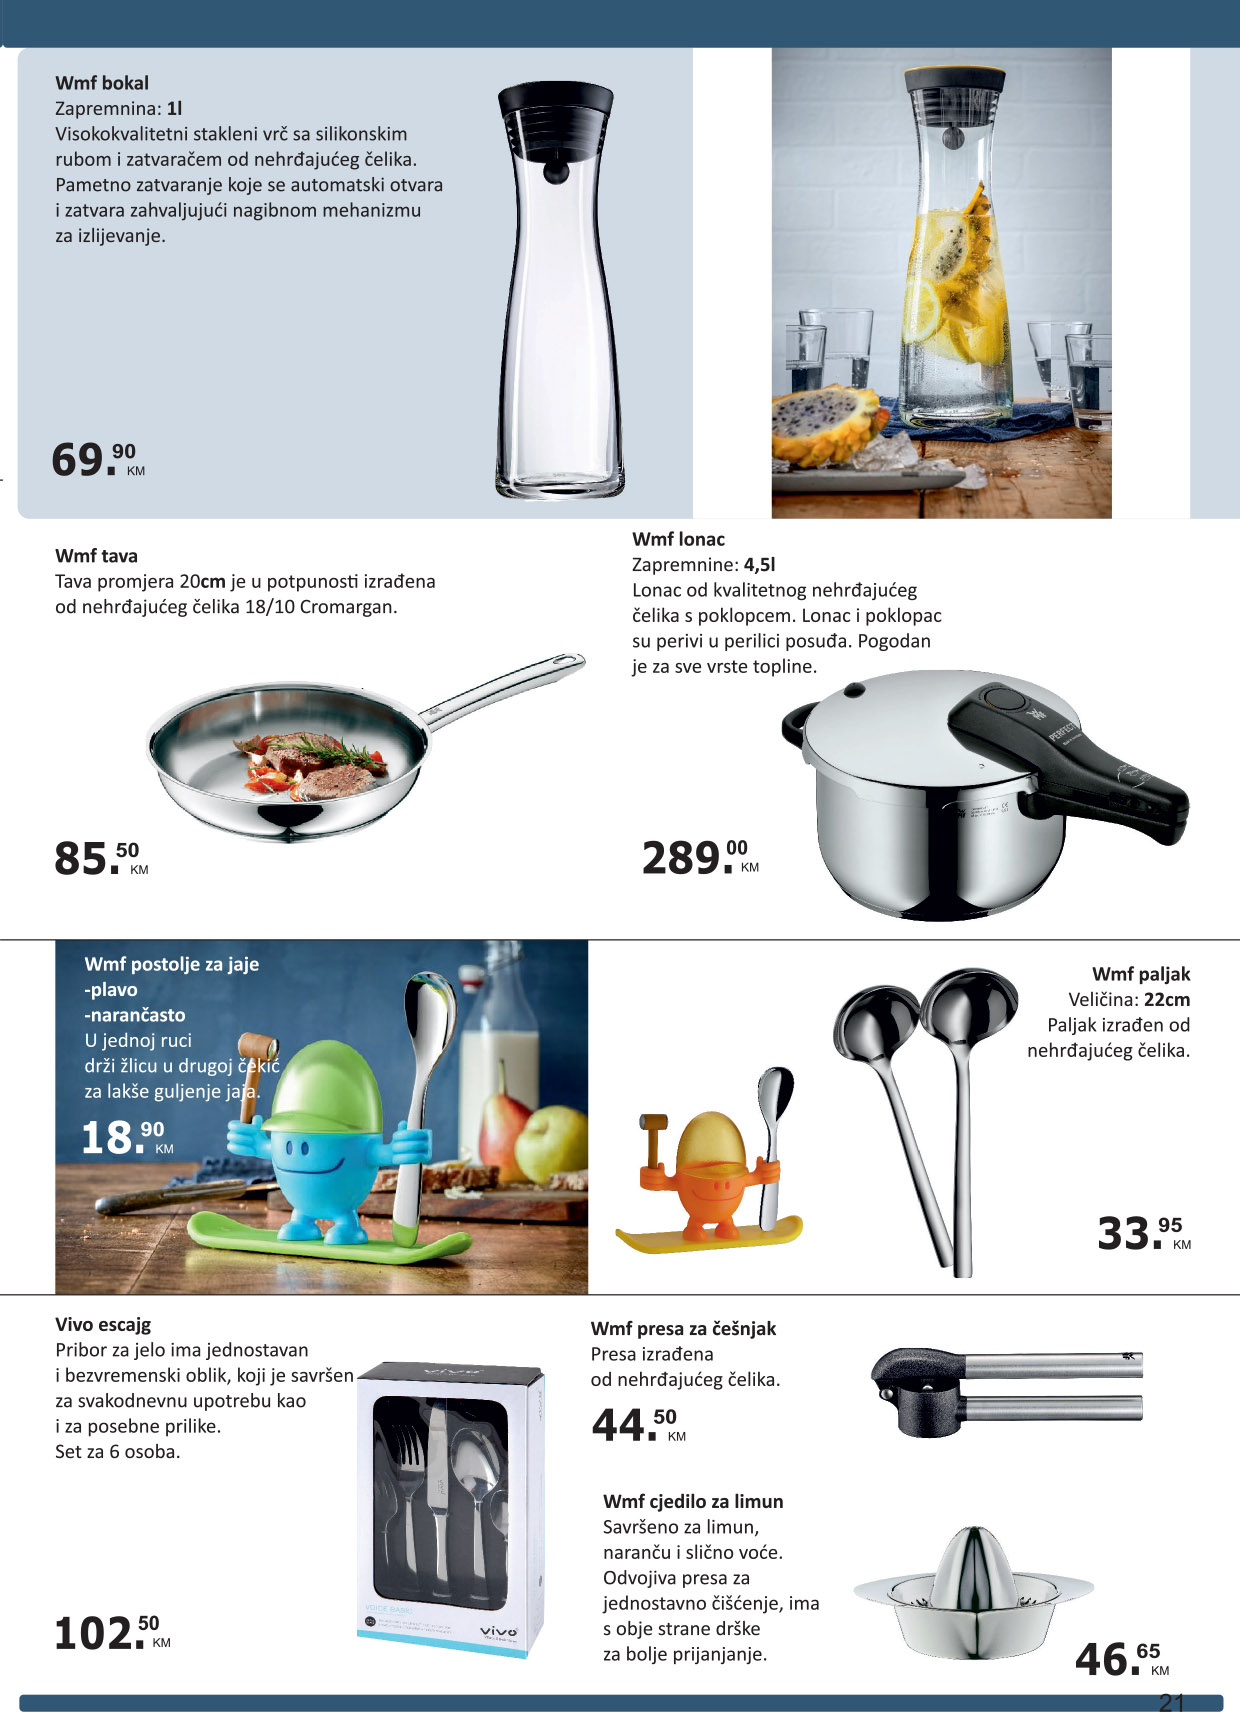 Wmf bokal
Zapremnina: 1l
Visokokvalitetni stakleni vrč sa silikonskim
rubom i zatvaračem od nehrđajućeg čelika.
Pametno zatvaranje koje se automatski otvara
i zatvara zahvaljujući nagibnom mehanizmu
za izlijevanje.
69.90 KM
Wmf tava
Tava promjera 20cm je u potpunosti izrađena
od nehrđajućeg čelika 18/10 Cromargan.
85.50 KM
Wmf lonac
Zapremnine: 4,5l
Lonac od kvalitetnog nehrđajućeg
čelika s poklopcem. Lonac i poklopac
su perivi u perilici posuđa. Pogodan
je za sve vrste topline.
WMF
PERFECT
289.00 KM
Wmf postolje za jaje
-plavo
-narančasto
U jednoj ruci
drži žlicu u drugoj čekić
za lakše guljenje jaja.
18.90 KM
Wmf paljak
Veličina: 22cm
Paljak izrađen od
nehrđajućeg čelika.
33.95 KM
Vivo escajg
Pribor za jelo ima jednostavan
i bezvremenski oblik, koji je savršen
za svakodnevnu upotrebu kao
i za posebne prilike.
Set za 6 osoba.
vivo
VOICE BASIC
vivo
102.50 KM
Wmf presa za češnjak
Presa izrađena
od nehrđajućeg čelika.
44.50 KM
Wmf cjedilo za limun
Savršeno za limun,
naranču i slično voće.
Odvojiva presa za
jednostavno čišćenje, ima
s obje strane drške
za bolje prijanjanje.
46.65 KM
21